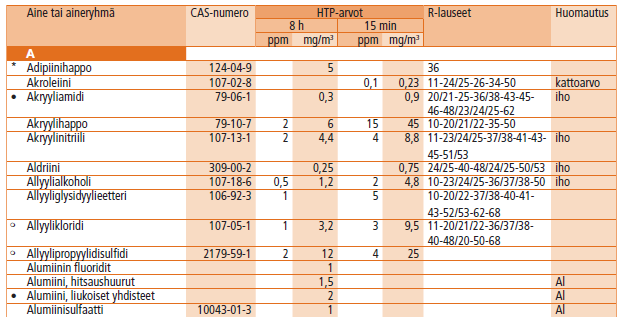 Aine tai aineryhmä CAS-numero HTP-arvot R-lauseet Huomautus
8 h 15 min
ppm mg/m³ ppm mg/m³
A
* Adipiinihappo 124-04-9 5 36
Akroleiini 107-02-8 0,1 0,23 11-24/25-26-34-50 kattoarvo
● Akryyliamidi 79-06-1 0,3 0,9 20/21-25-36/38-43-45- iho
46-48/23/24/25-62
Akryylihappo 79-10-7 2 6 15 45 10-20/21/22-35-50
Akryylinitriili 107-13-1 2 4,4 4 8,8 11-23/24/25-37/38-41-43- iho
45-51/53
Aldriini 309-00-2 0,25 0,75 24/25-40-48/24/25-50/53 iho
Allyylialkoholi 107-18-6 0,5 1,2 2 4,8 10-23/24/25-36/37/38-50 iho
Allyyliglysidyylieetteri 106-92-3 1 5 10-20/22-37/38-40-41-
43-52/53-62-68
❍ Allyylikloridi 107-05-1 1 3,2 3 9,5 11-20/21/22-36/37/38-
40-48/20-50-68
❍ Allyylipropyylidisulfidi 2179-59-1 2 12 4 25
Alumiinin fluoridit 1
Alumiini, hitsaushuurut 1,5 Al
● Alumiini, liukoiset yhdisteet 2 Al
Alumiinisulfaatti 10043-01-3 1 Al